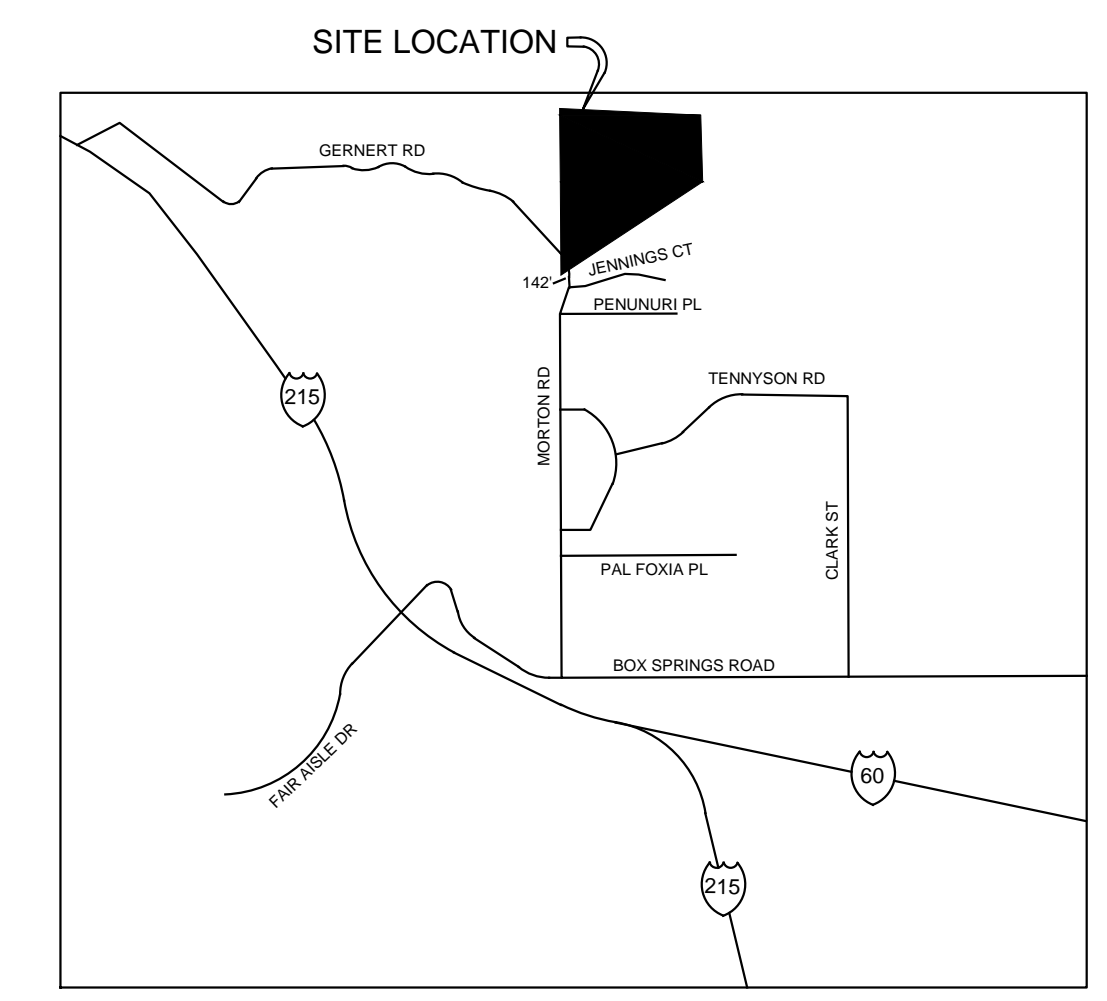 SITE LOCATION
GERNERT RD
JENNINGS CT
142'
PENUNURI PL
MORTON RD
TENNYSON RD
215
CLARK ST
PAL FOXIA PL
BOX SPRINGS ROAD
FAIR AISLE DR
60
215